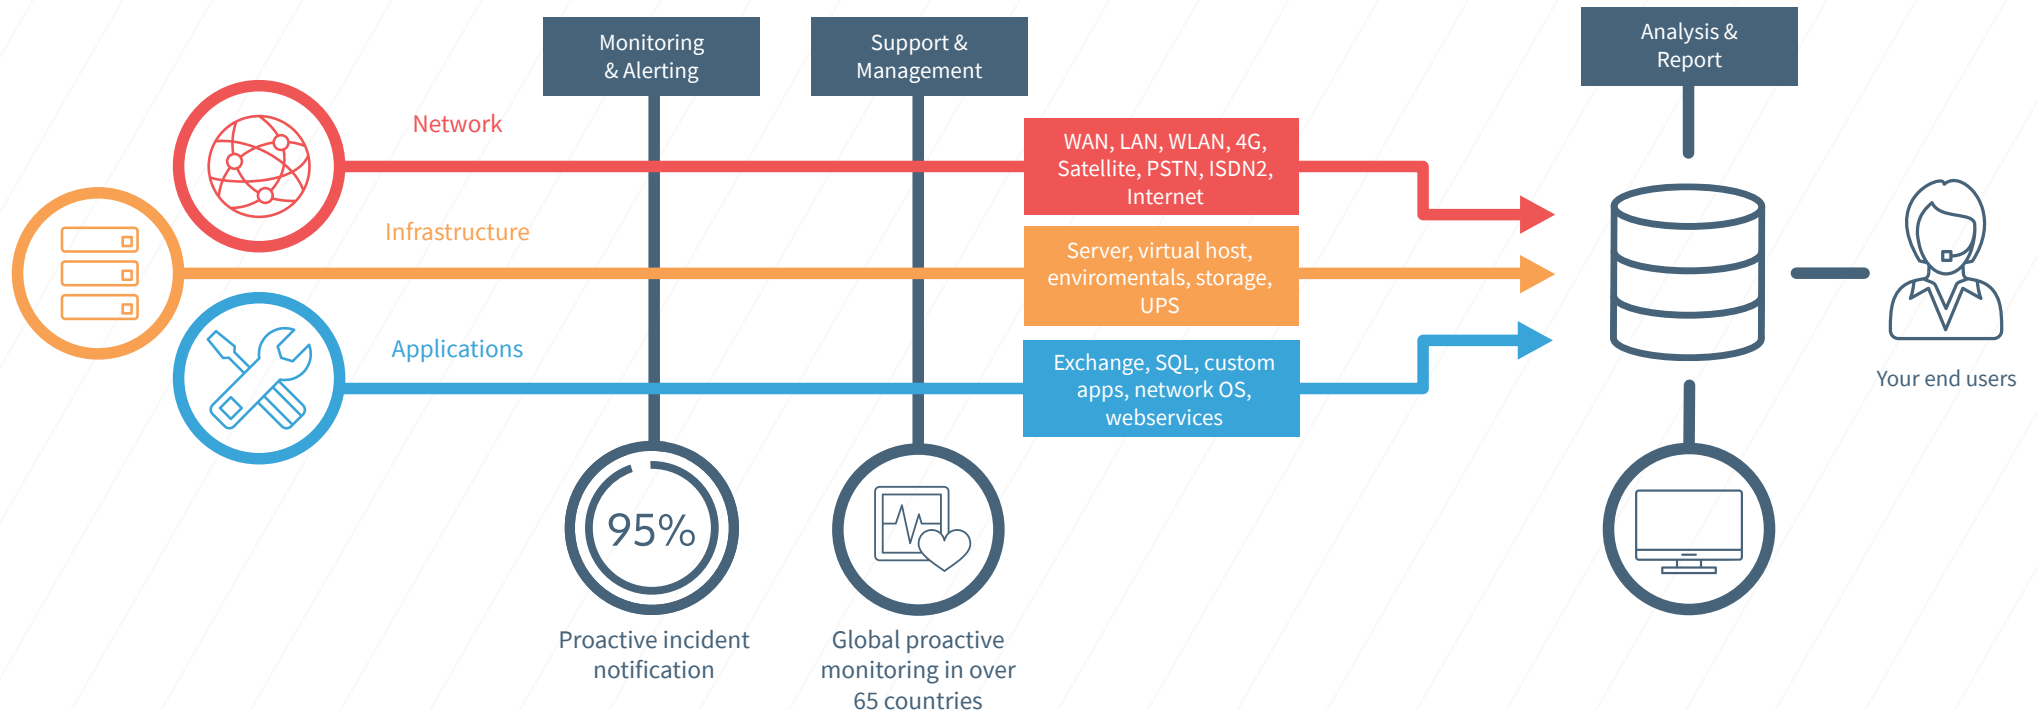 Monitoring
& Alerting
Support &
Management
Analysis &
Report
Network
WAN, LAN, WLAN, 4G,
Satellite, PSTN, ISDN2,
Internet
Infrastructure
Server, virtual host,
enviromentals, storage,
UPS
Applications
Exchange, SQL, custom
apps, network OS,
webservices
Your end users
95%
Proactive incident
notification
Global proactive
monitoring in over
65 countries